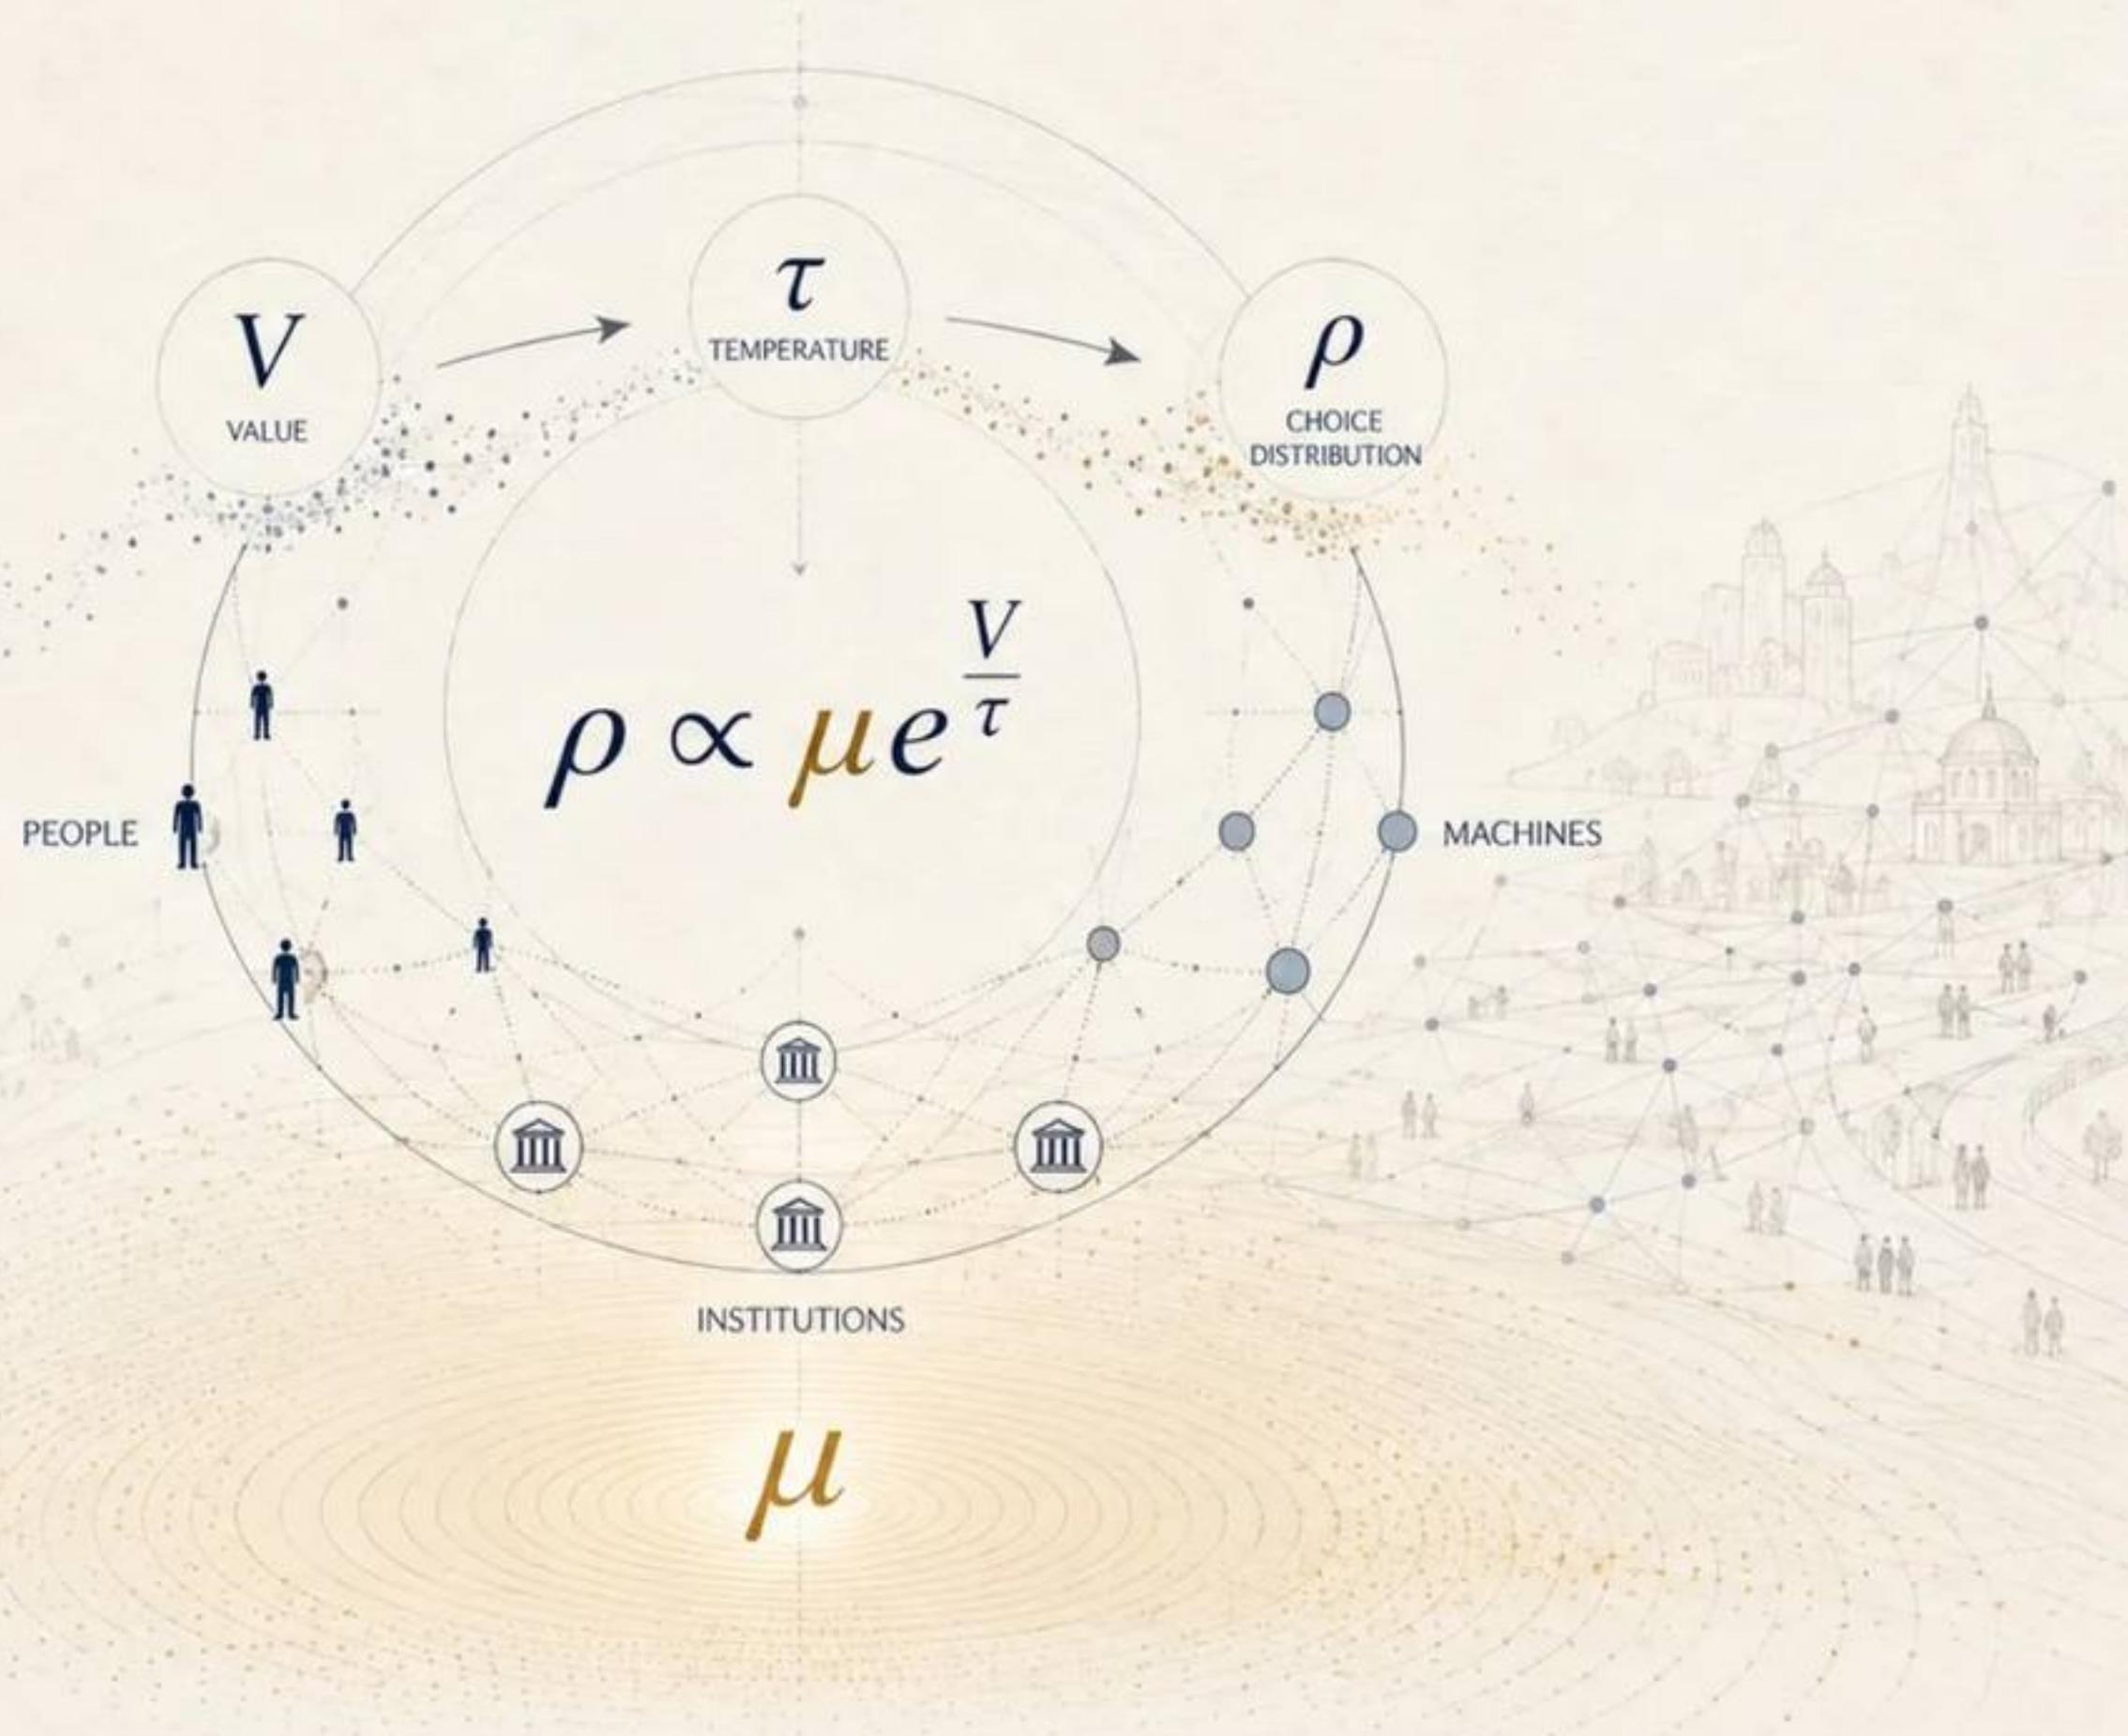 V
VALUE
τ
TEMPERATURE
ρ
CHOICE
DISTRIBUTION
ρ ∝ μe^{V/τ}
PEOPLE
MACHINES
INSTITUTIONS
μ